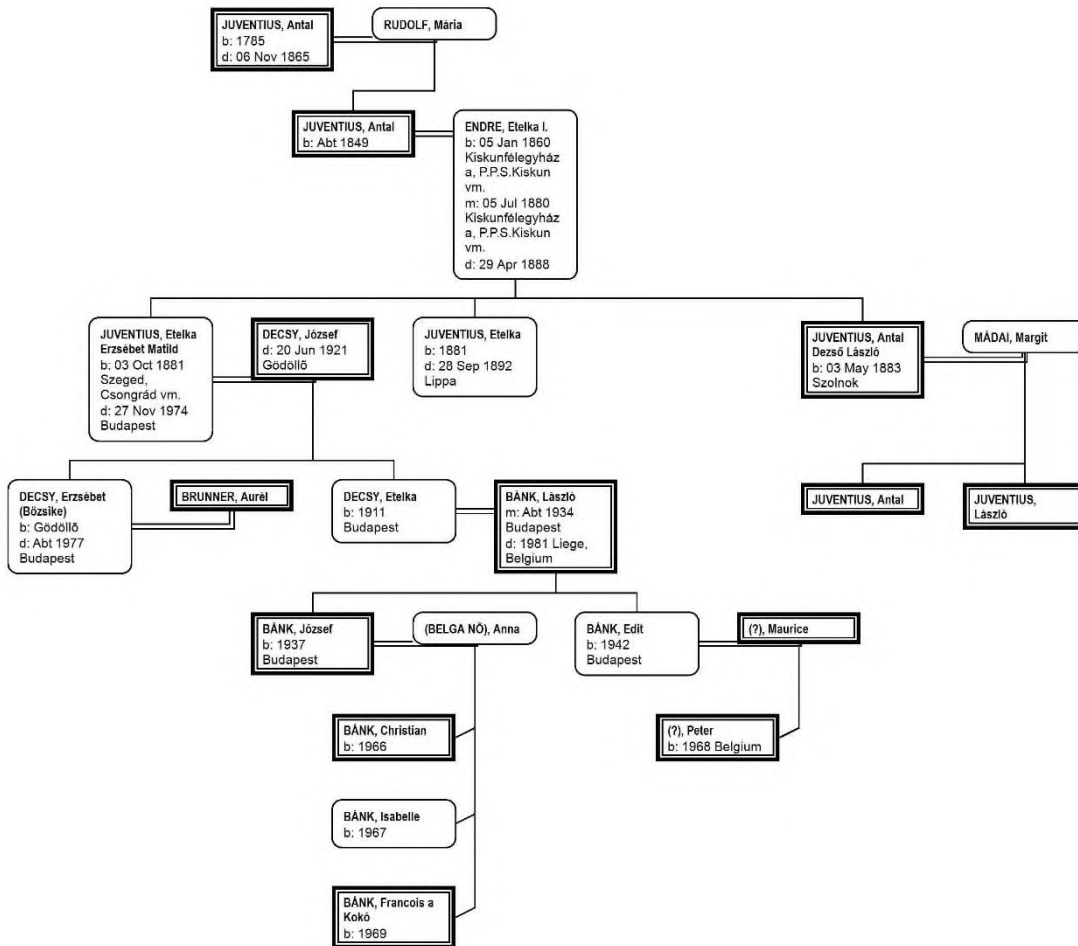 JUVENTIUS, Antal
b: 1785
d: 06 Nov 1865
RUDOLF, Mária
JUVENTIUS, Antal
b: Abt 1849
ENDRE, Etelka I.
b: 05 Jan 1860
Kiskunfélegyház
a, P.P.S.Kiskun
vm.
m: 05 Jul 1880
Kiskunfélegyház
a, P.P.S.Kiskun
vm.
d: 29 Apr 1888
JUVENTIUS, Etelka
Erzsébet Matild
b: 03 Oct 1881
Szeged,
Csongrád vm.
d: 27 Nov 1974
Budapest
DECSY, József
d: 20 Jun 1921
Gödöllõ
JUVENTIUS, Etelka
b: 1881
d: 28 Sep 1892
Lippa
JUVENTIUS, Antal
Dezsõ László
b: 03 May 1883
Szolnok
MÁDAI, Margit
DECSY, Erzsébet
(Bözsike)
b: Gödöllõ
d: Abt 1977
Budapest
BRUNNER, Aurél
DECSY, Etelka
b: 1911
Budapest
BÁNK, László
m: Abt 1934
Budapest
d: 1981 Liege,
Belgium
JUVENTIUS, Antal
JUVENTIUS,
László
BÁNK, József
b: 1937
Budapest
(BELGA NÕ), Anna
BÁNK, Edit
b: 1942
Budapest
(?), Maurice
BÁNK, Christian
b: 1966
(?), Peter
b: 1968 Belgium
BÁNK, Isabelle
b: 1967
BÁNK, Francois a
Kokó
b: 1969